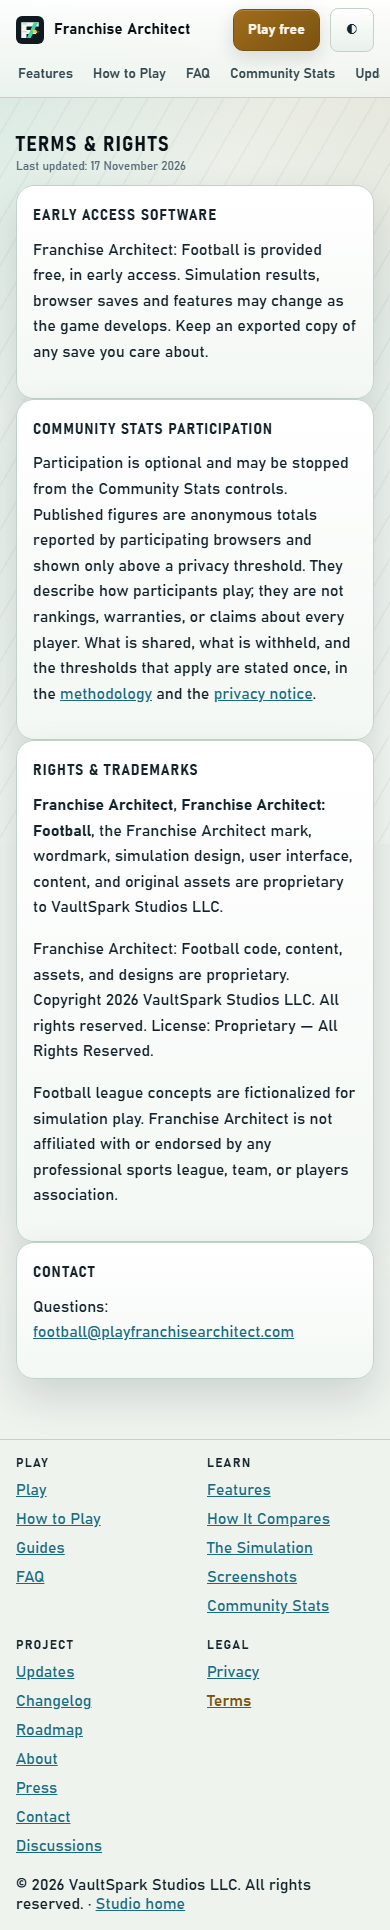 Franchise Architect
Play free
Features How to Play FAQ Community Stats Upd
TERMS & RIGHTS
Last updated: 17 November 2026
EARLY ACCESS SOFTWARE
Franchise Architect: Football is provided
free, in early access. Simulation results,
browser saves and features may change as
the game develops. Keep an exported copy of
any save you care about.
COMMUNITY STATS PARTICIPATION
Participation is optional and may be stopped
from the Community Stats controls.
Published figures are anonymous totals
reported by participating browsers and
shown only above a privacy threshold. They
describe how participants play; they are not
rankings, warranties, or claims about every
player. What is shared, what is withheld, and
the thresholds that apply are stated once, in
the methodology and the privacy notice.
RIGHTS & TRADEMARKS
Franchise Architect, Franchise Architect:
Football, the Franchise Architect mark,
wordmark, simulation design, user interface,
content, and original assets are proprietary
to VaultSpark Studios LLC.
Franchise Architect: Football code, content,
assets, and designs are proprietary.
Copyright 2026 VaultSpark Studios LLC. All
rights reserved. License: Proprietary — All
Rights Reserved.
Football league concepts are fictionalized for
simulation play. Franchise Architect is not
affiliated with or endorsed by any
professional sports league, team, or players
association.
CONTACT
Questions:
football@playfranchisearchitect.com
PLAY
Play
How to Play
Guides
FAQ
LEARN
Features
How It Compares
The Simulation
Screenshots
Community Stats
PROJECT
Updates
Changelog
Roadmap
About
Press
Contact
Discussions
LEGAL
Privacy
Terms
© 2026 VaultSpark Studios LLC. All rights
reserved. · Studio home